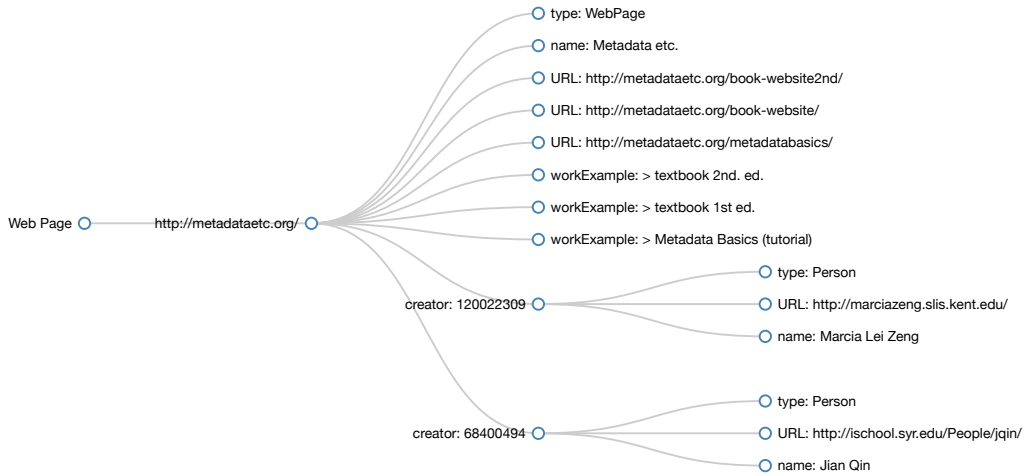 type: WebPage
name: Metadata etc.
URL: http://metadataetc.org/book-website2nd/
URL: http://metadataetc.org/book-website/
URL: http://metadataetc.org/metadatabasics/
workExample: > textbook 2nd. ed.
workExample: > textbook 1st ed.
Web Page
http://metadataetc.org/
workExample: > Metadata Basics (tutorial)
type: Person
creator: 120022309
URL: http://marciazeng.slis.kent.edu/
name: Marcia Lei Zeng
type: Person
creator: 68400494
URL: http://ischool.syr.edu/People/jqin/
name: Jian Qin